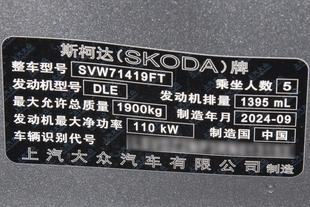 斯柯达(SKODA)牌
整车型号 SVW71419FT 乘坐人数 5
发动机型号 DLE 发动机排量 1395 mL
最大允许总质量 1900kg 制造年月 2024-09
发动机最大净功率 110 kW 制造国 中国
车辆识别代号
上汽大众汽车有限公司 制造